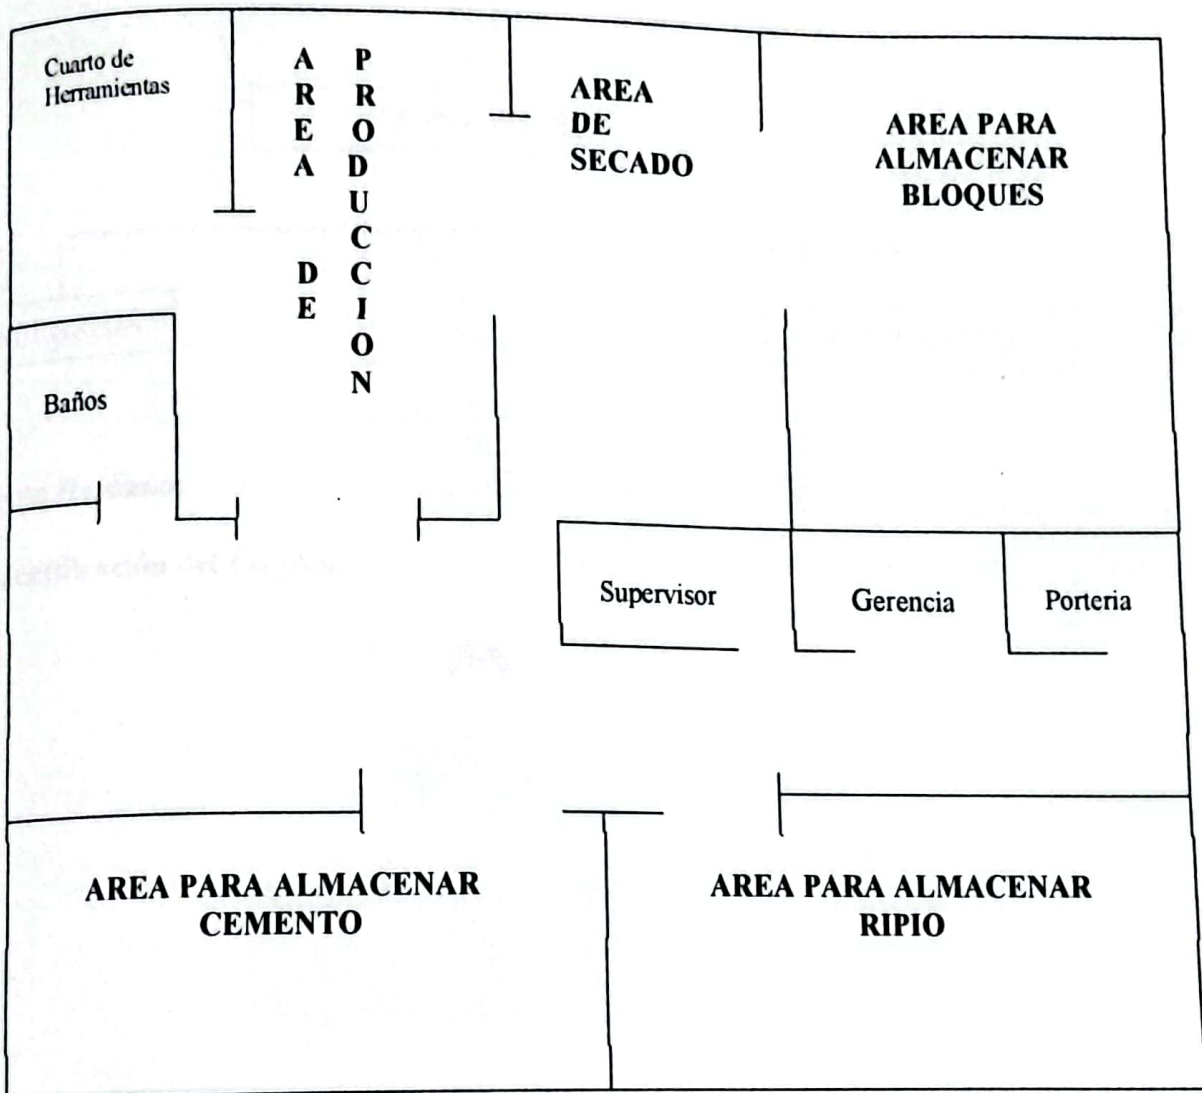 Cuarto de
Herramientas
AREA DE
PRODUCCION
AREA
DE
SECADO
AREA PARA
ALMACENAR
BLOQUES
Baños
Supervisor
Gerencia
Porteria
AREA PARA ALMACENAR
CEMENTO
AREA PARA ALMACENAR
RIPIO